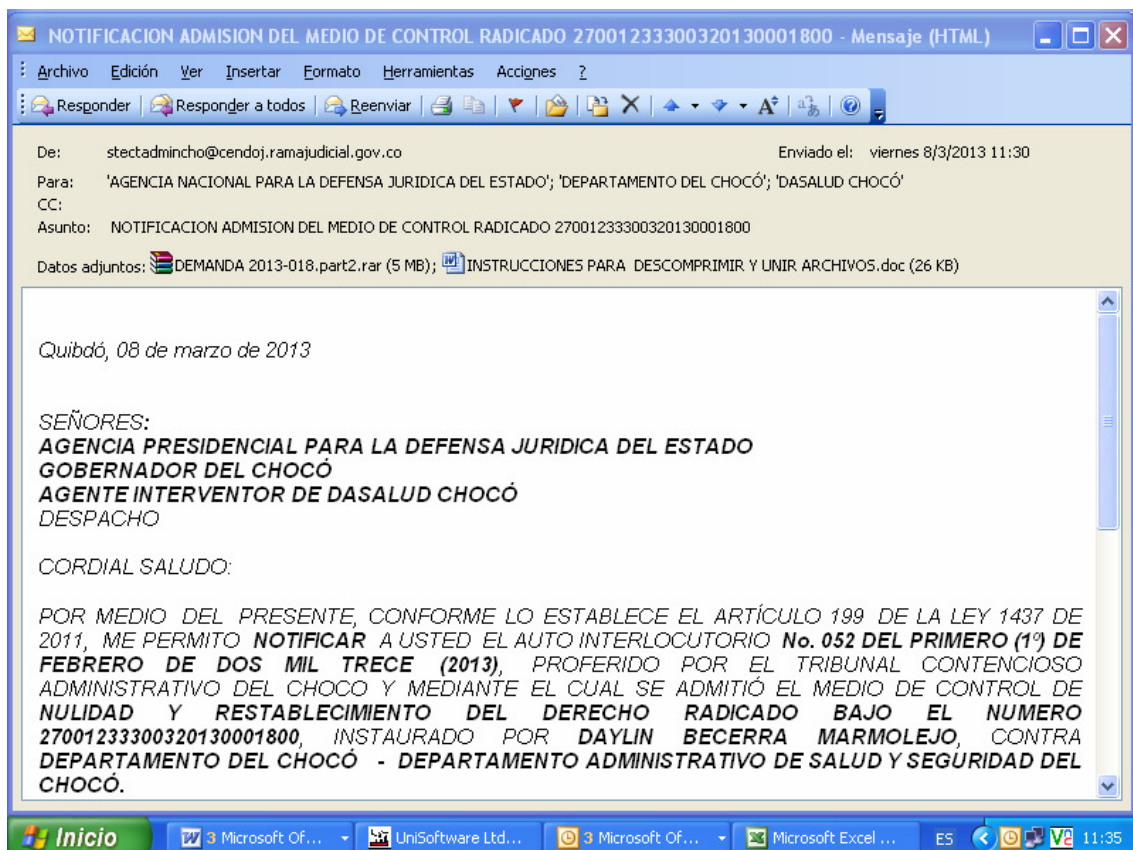 NOTIFICACION ADMISION DEL MEDIO DE CONTROL RADICADO 27001233300320130001800 - Mensaje (HTML)
Archivo Edición Ver Insertar Formato Herramientas Acciones ?
Responder Responder a todos Reenviar
De: stectadmincho@cendoj.ramajudicial.gov.co Enviado el: viernes 8/3/2013 11:30
Para: 'AGENCIA NACIONAL PARA LA DEFENSA JURIDICA DEL ESTADO'; 'DEPARTAMENTO DEL CHOCÓ'; 'DASALUD CHOCÓ'
CC:
Asunto: NOTIFICACION ADMISION DEL MEDIO DE CONTROL RADICADO 27001233300320130001800
Datos adjuntos: DEMANDA 2013-018.part2.rar (5 MB); INSTRUCCIONES PARA DESCOMPRIMIR Y UNIR ARCHIVOS.doc (26 KB)
Quibdó, 08 de marzo de 2013
SEÑORES:
AGENCIA PRESIDENCIAL PARA LA DEFENSA JURIDICA DEL ESTADO
GOBERNADOR DEL CHOCÓ
AGENTE INTERVENTOR DE DASALUD CHOCÓ
DESPACHO
CORDIAL SALUDO:
POR MEDIO DEL PRESENTE, CONFORME LO ESTABLECE EL ARTÍCULO 199 DE LA LEY 1437 DE
2011, ME PERMITO NOTIFICAR A USTED EL AUTO INTERLOCUTORIO No. 052 DEL PRIMERO (1º) DE
FEBRERO DE DOS MIL TRECE (2013), PROFERIDO POR EL TRIBUNAL CONTENCIOSO
ADMINISTRATIVO DEL CHOCO Y MEDIANTE EL CUAL SE ADMITIÓ EL MEDIO DE CONTROL DE
NULIDAD Y RESTABLECIMIENTO DEL DERECHO RADICADO BAJO EL NUMERO
27001233300320130001800, INSTAURADO POR DAYLIN BECERRA MARMOLEJO, CONTRA
DEPARTAMENTO DEL CHOCÓ - DEPARTAMENTO ADMINISTRATIVO DE SALUD Y SEGURIDAD DEL
CHOCÓ.
Inicio 3 Microsoft Of... UniSoftware Ltd... 3 Microsoft Of... Microsoft Excel ... ES 11:35